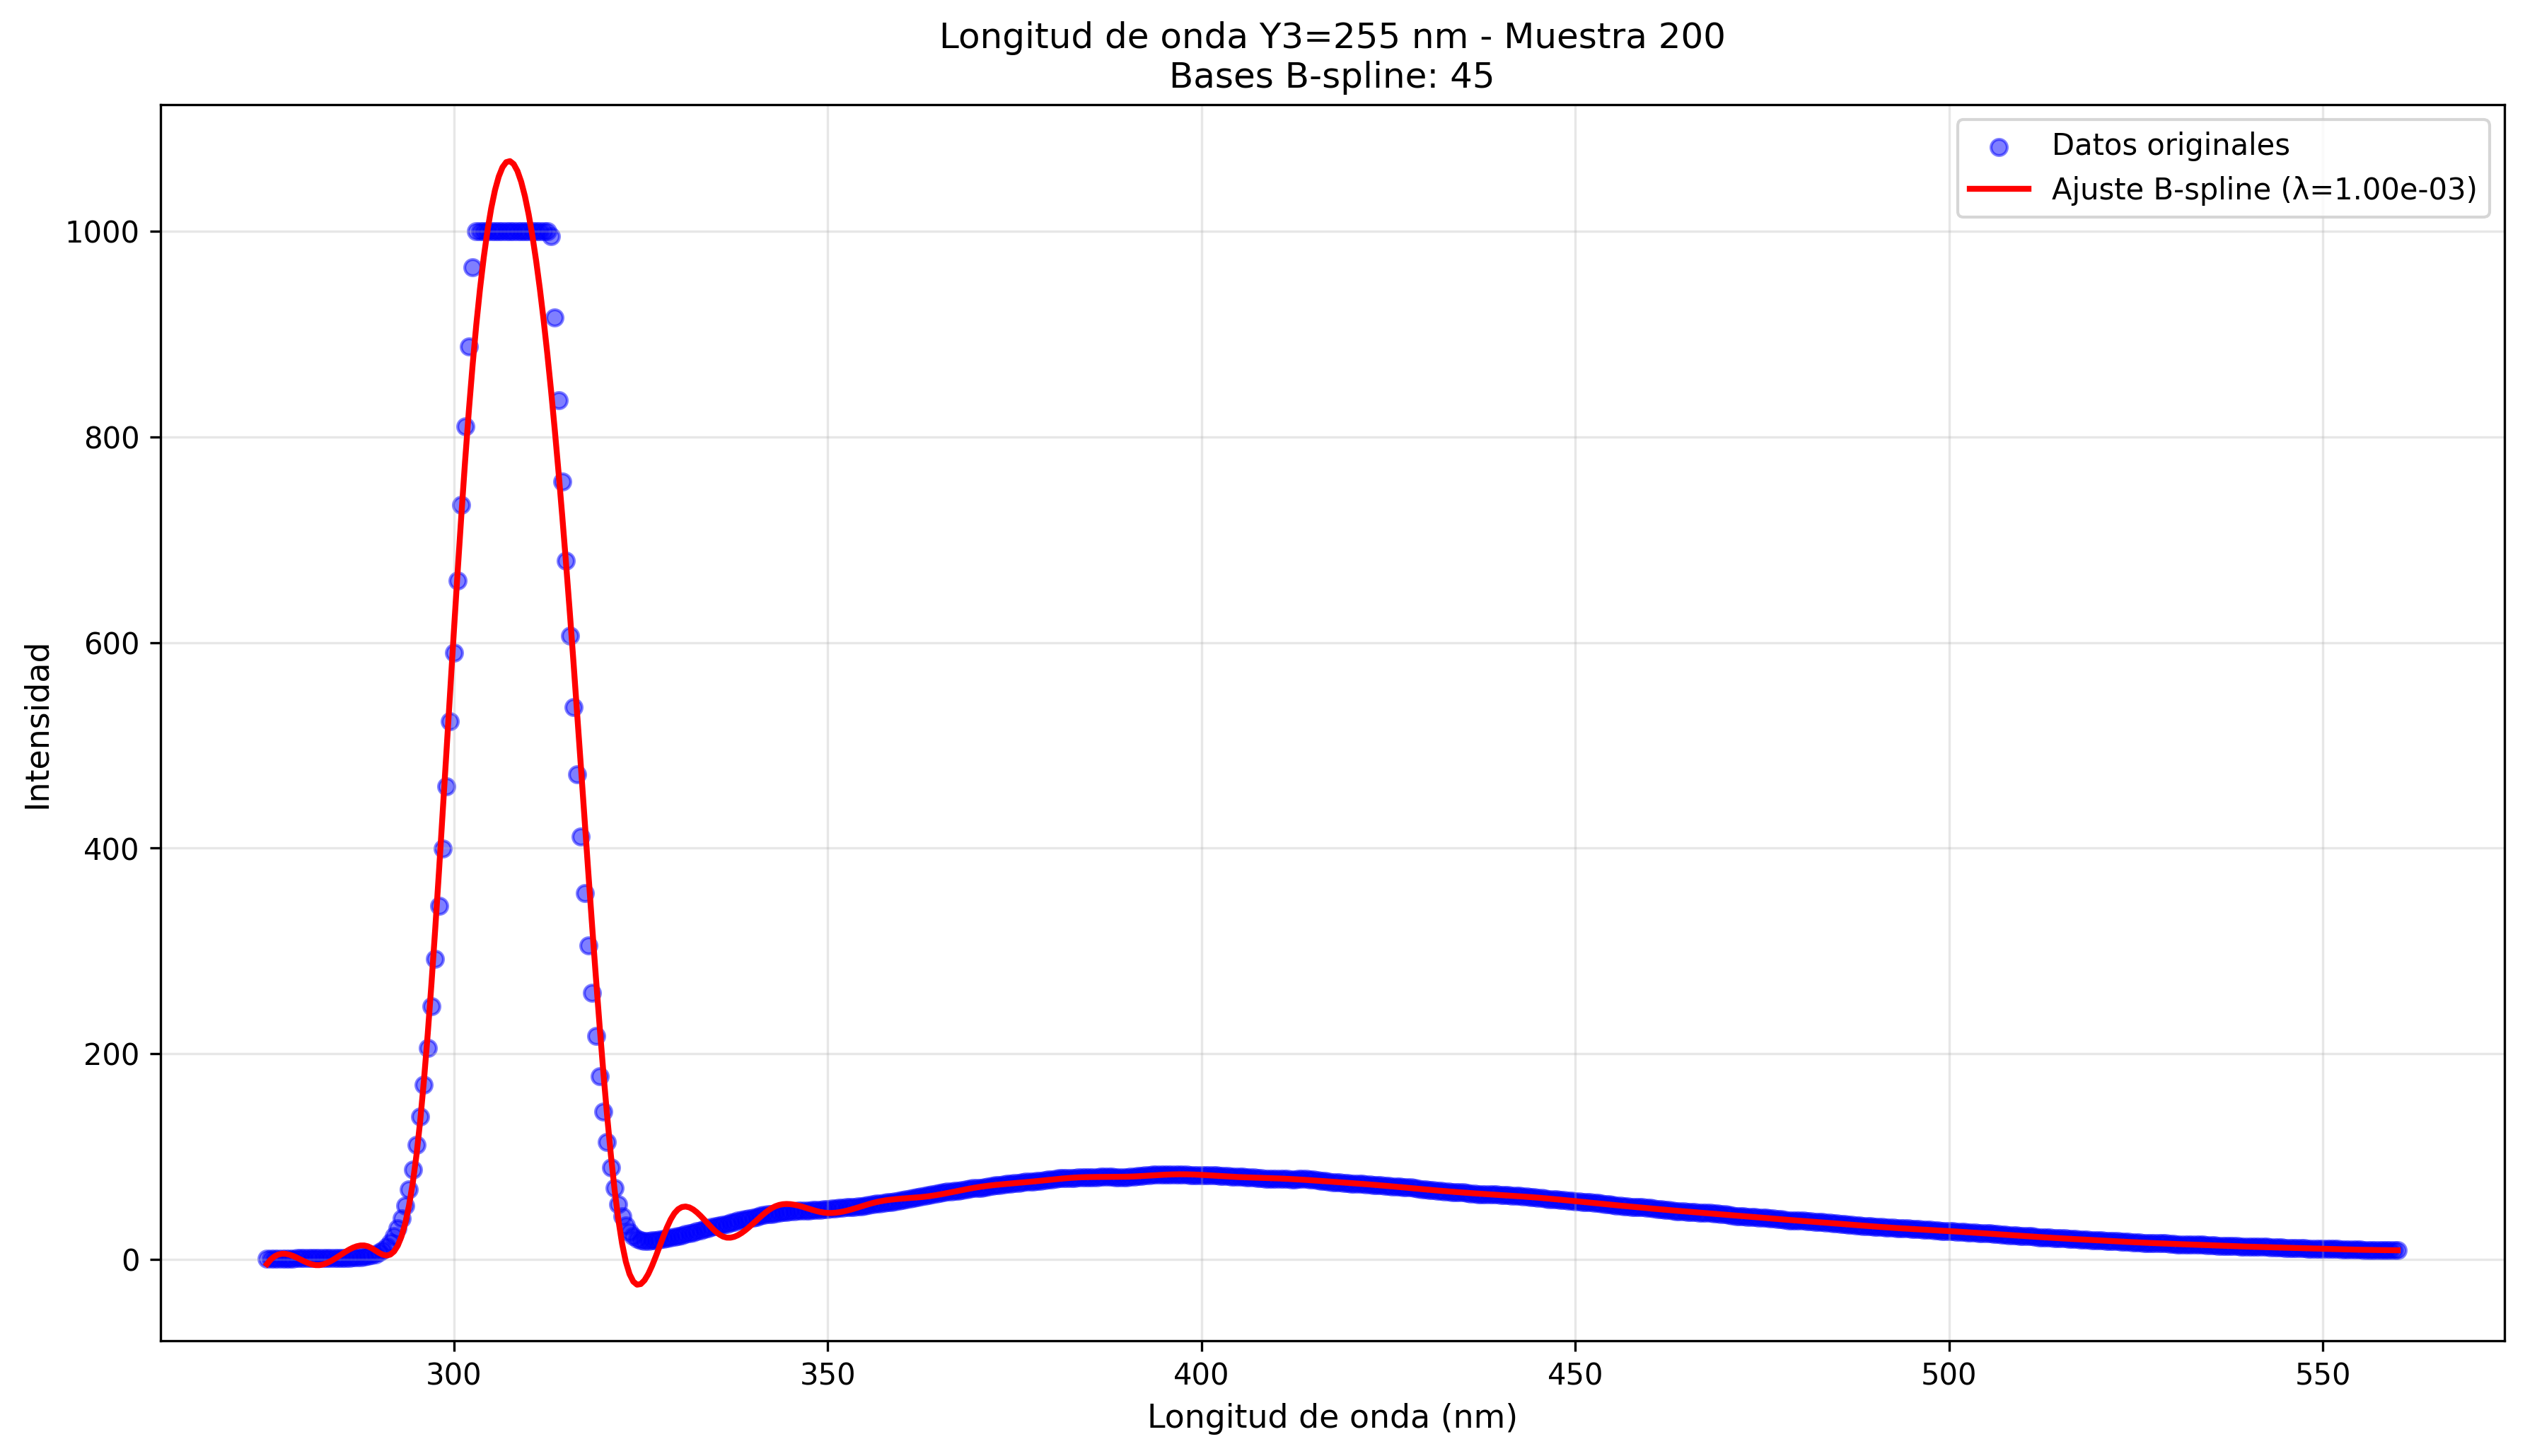 Longitud de onda Y3=255 nm - Muestra 200
Bases B-spline: 45
Datos originales
Ajuste B-spline (λ=1.00e-03)
Intensidad
1000
800
600
400
200
0
300 350 400 450 500 550
Longitud de onda (nm)